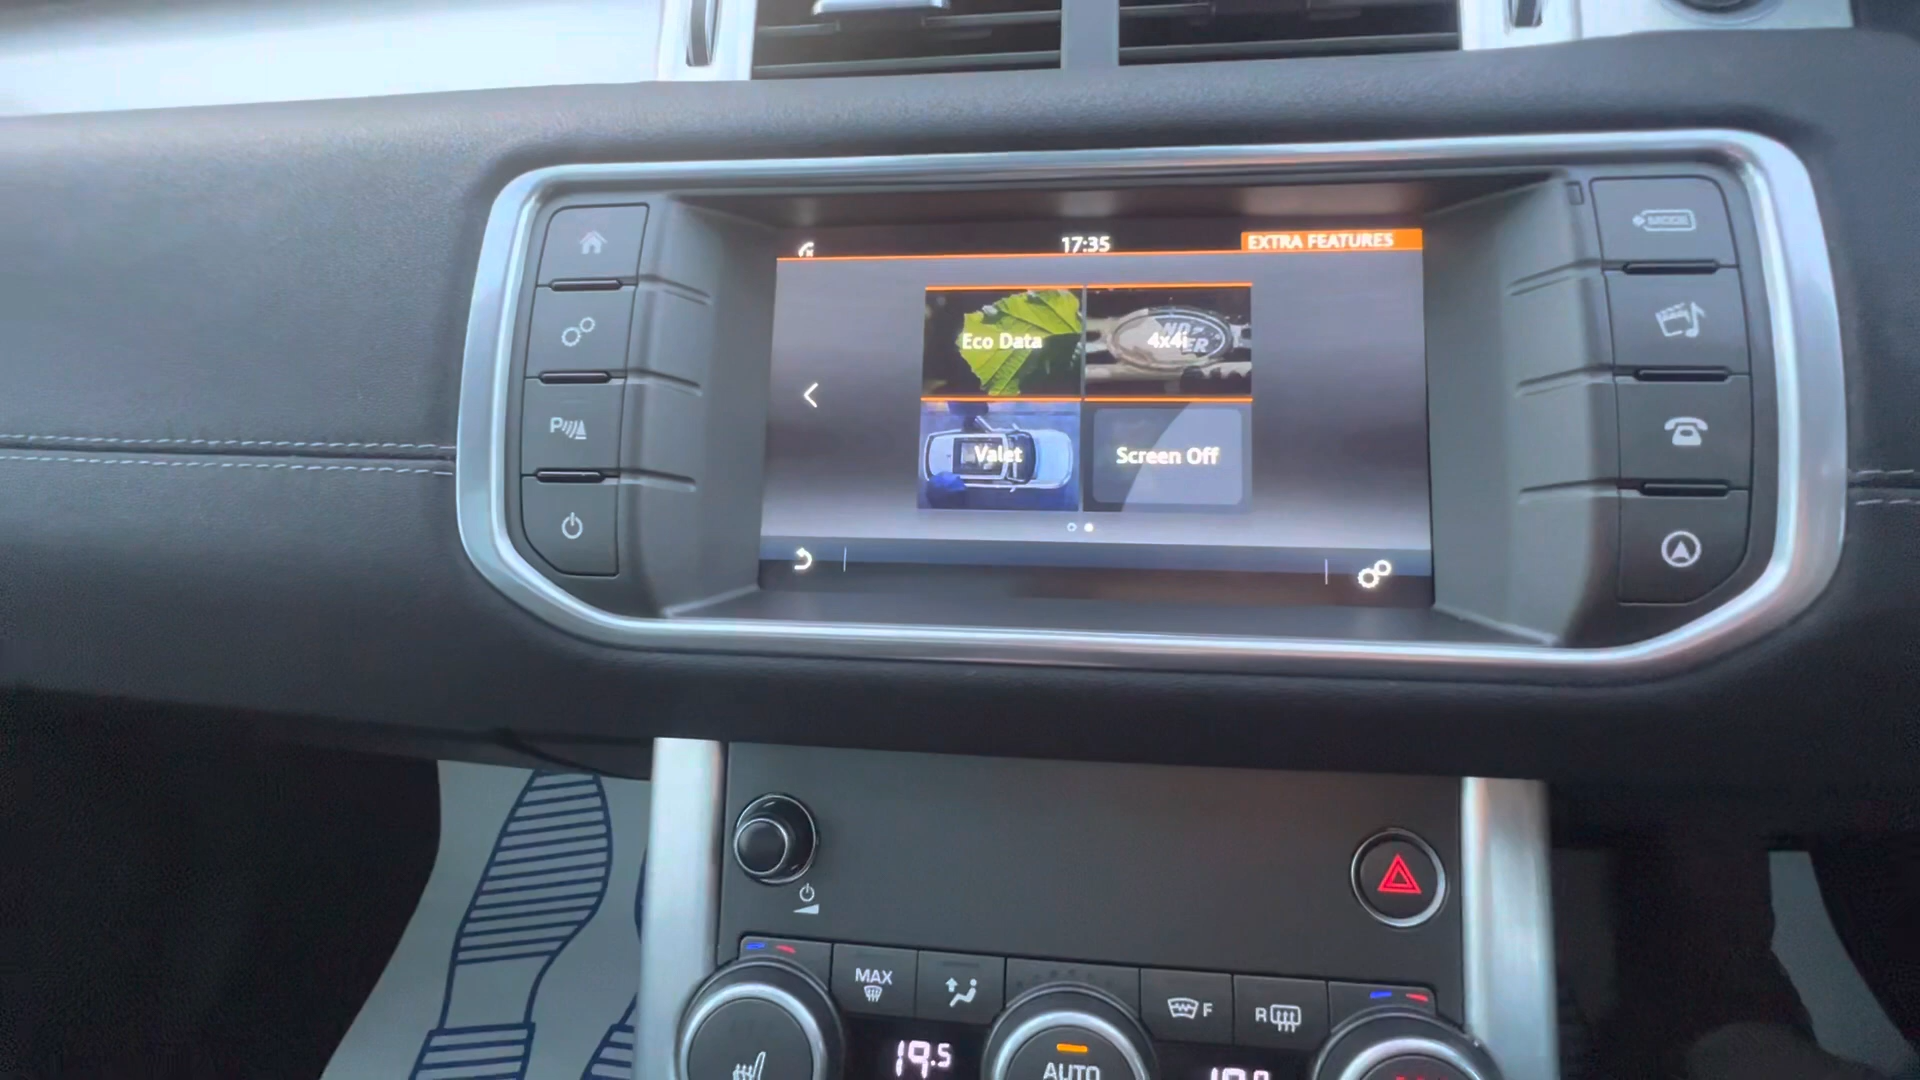 17:35
EXTRA FEATURES
MODE
Eco Data
4x4i
Valet
Screen Off
P
MAX
F
R
19.5
AUTO